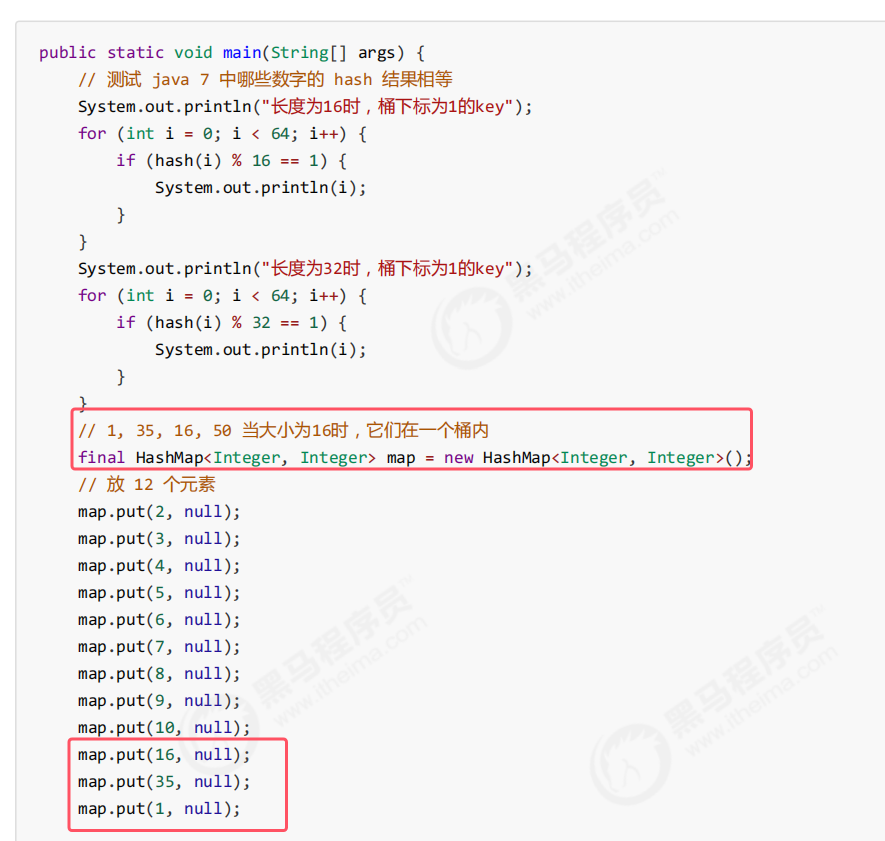 public static void main(String[] args) {
    // 测试 java 7 中哪些数字的 hash 结果相等
    System.out.println("长度为16时，桶下标为1的key");
    for (int i = 0; i < 64; i++) {
        if (hash(i) % 16 == 1) {
            System.out.println(i);
        }
    }
    System.out.println("长度为32时，桶下标为1的key");
    for (int i = 0; i < 64; i++) {
        if (hash(i) % 32 == 1) {
            System.out.println(i);
        }
    }
    // 1, 35, 16, 50 当大小为16时，它们在一个桶内
    final HashMap<Integer, Integer> map = new HashMap<Integer, Integer>();
    // 放 12 个元素
    map.put(2, null);
    map.put(3, null);
    map.put(4, null);
    map.put(5, null);
    map.put(6, null);
    map.put(7, null);
    map.put(8, null);
    map.put(9, null);
    map.put(10, null);
    map.put(16, null);
    map.put(35, null);
    map.put(1, null);
黑马程序员™
www.itheima.com
黑马程序员™
www.itheima.com
黑马程序员™
www.itheima.com